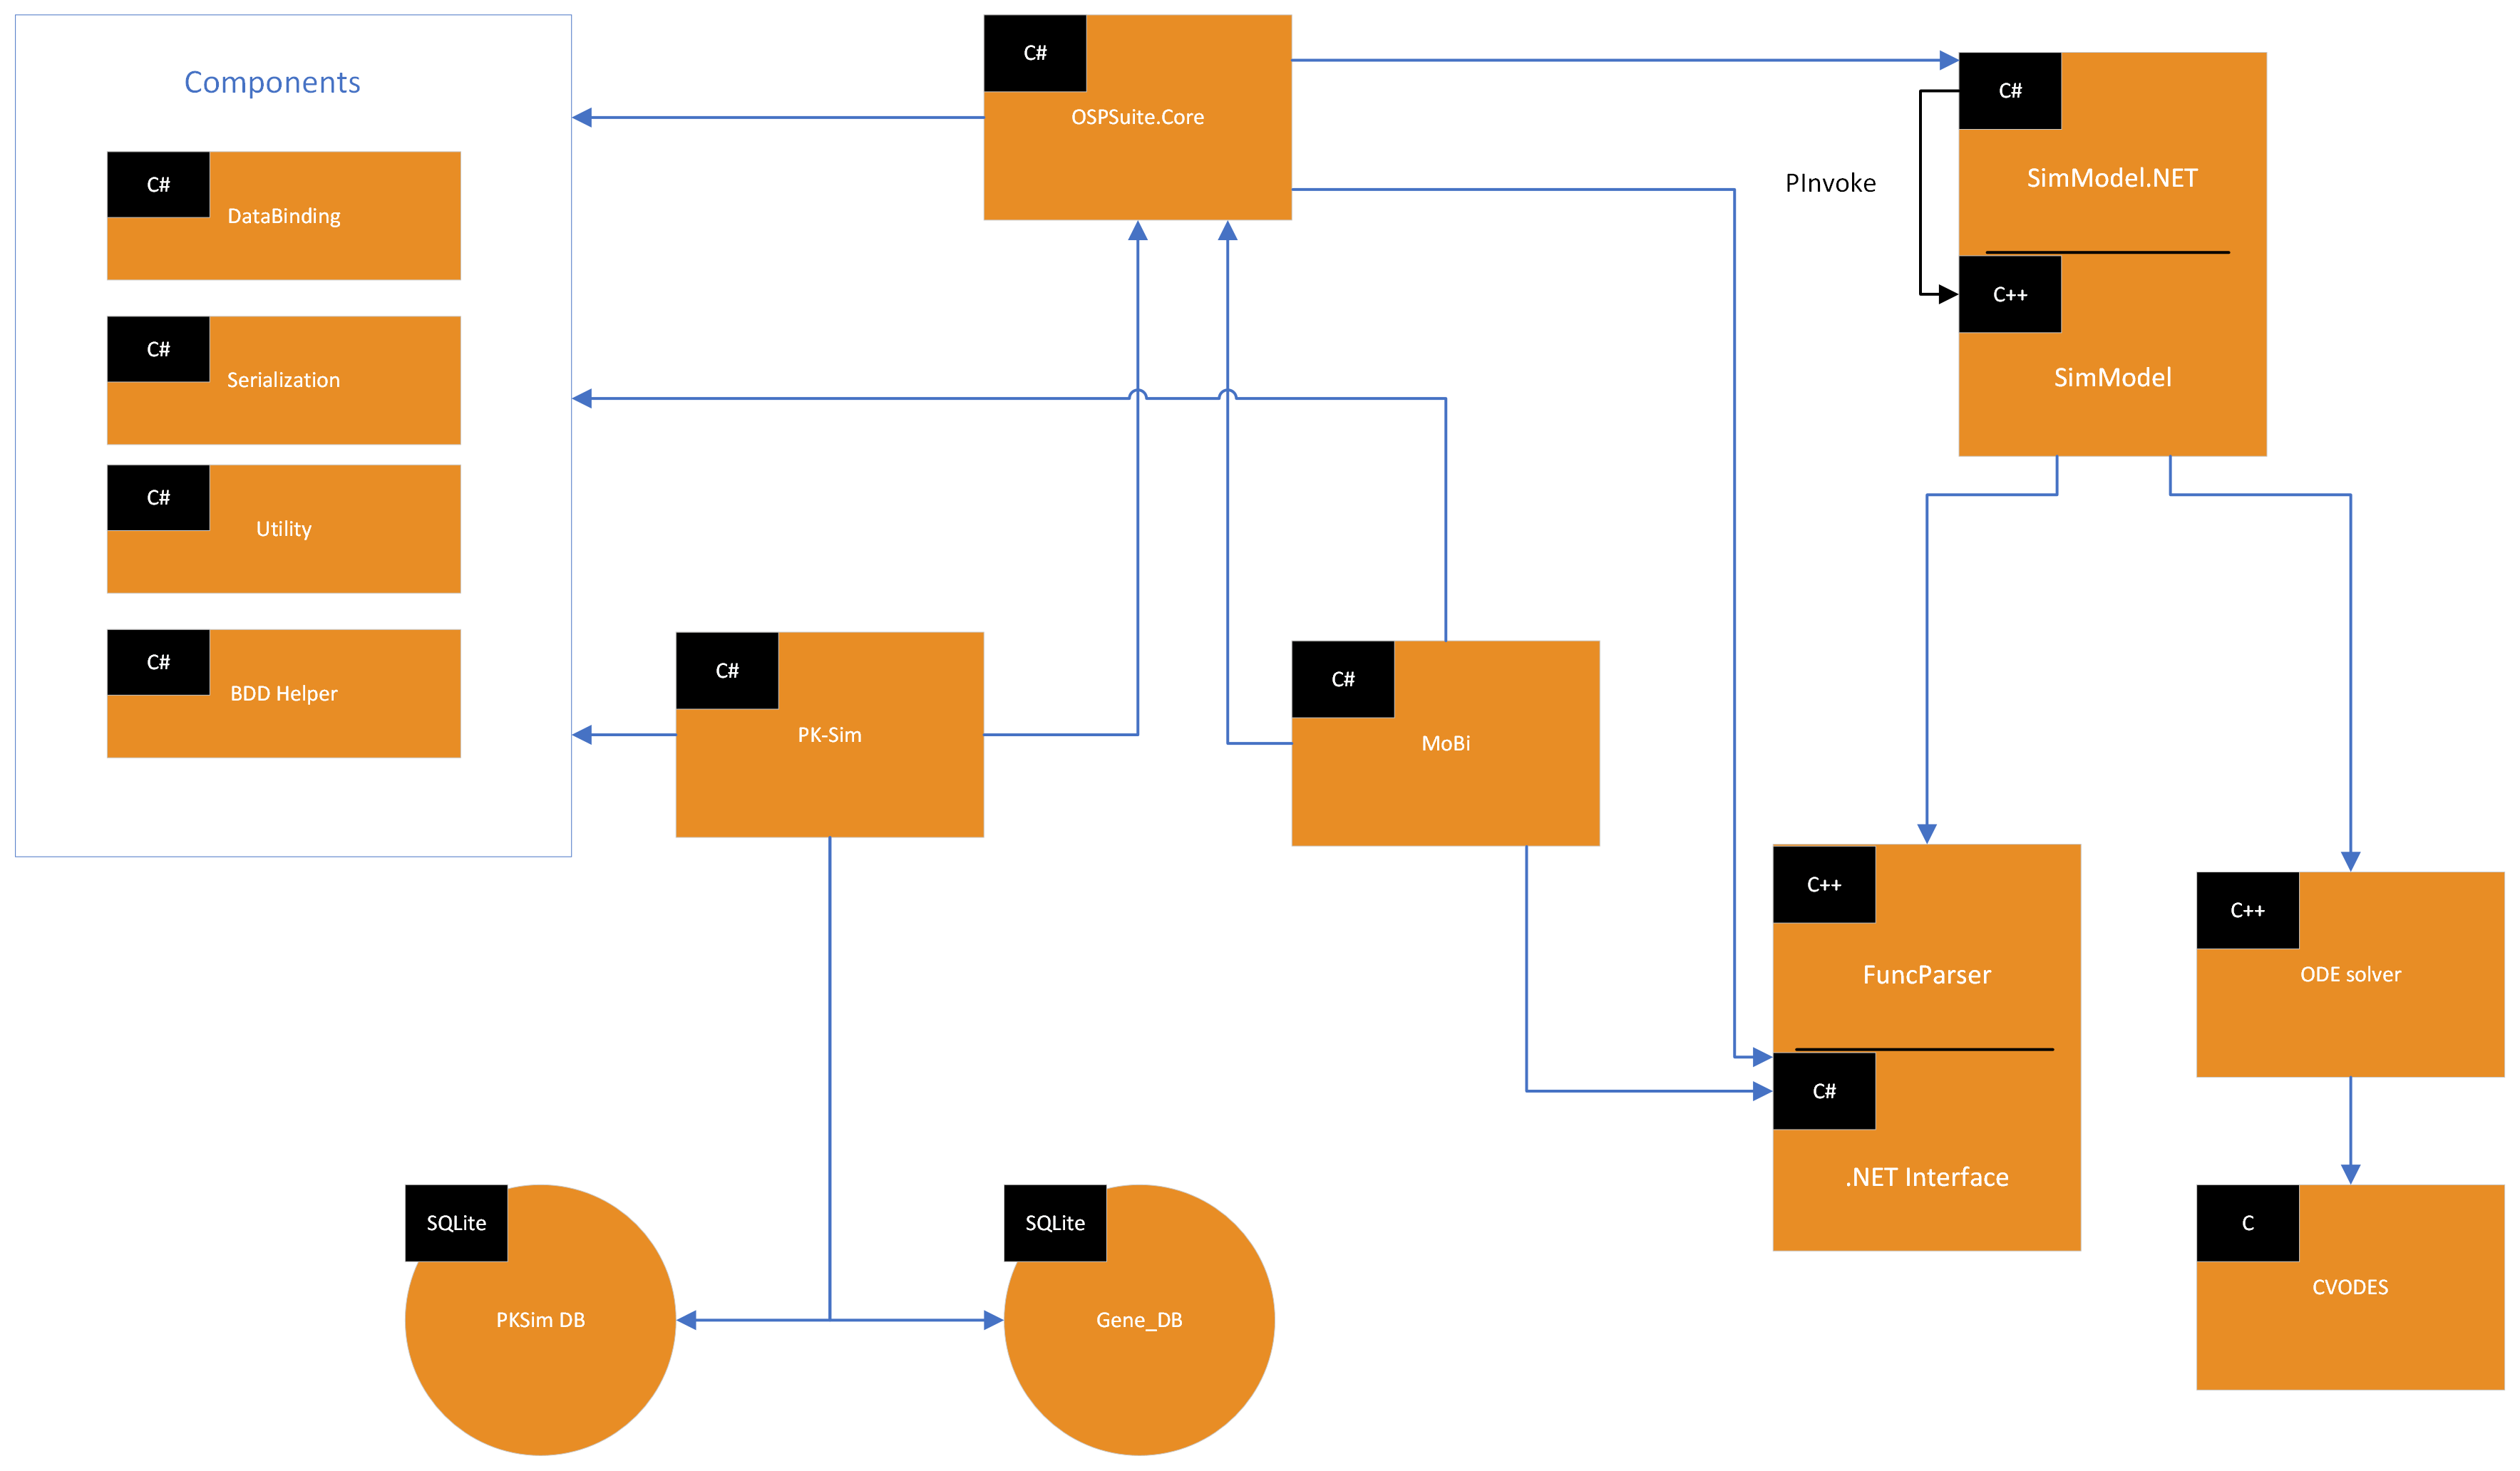 Components
C#
DataBinding
C#
Serialization
C#
Utility
C#
BDD Helper
C#
OSPSuite.Core
C#
PK-Sim
C#
MoBi
PInvoke
C#
SimModel.NET
C++
SimModel
C++
FuncParser
C#
.NET Interface
C++
ODE solver
C
CVODES
SQLite
PKSim DB
SQLite
Gene_DB